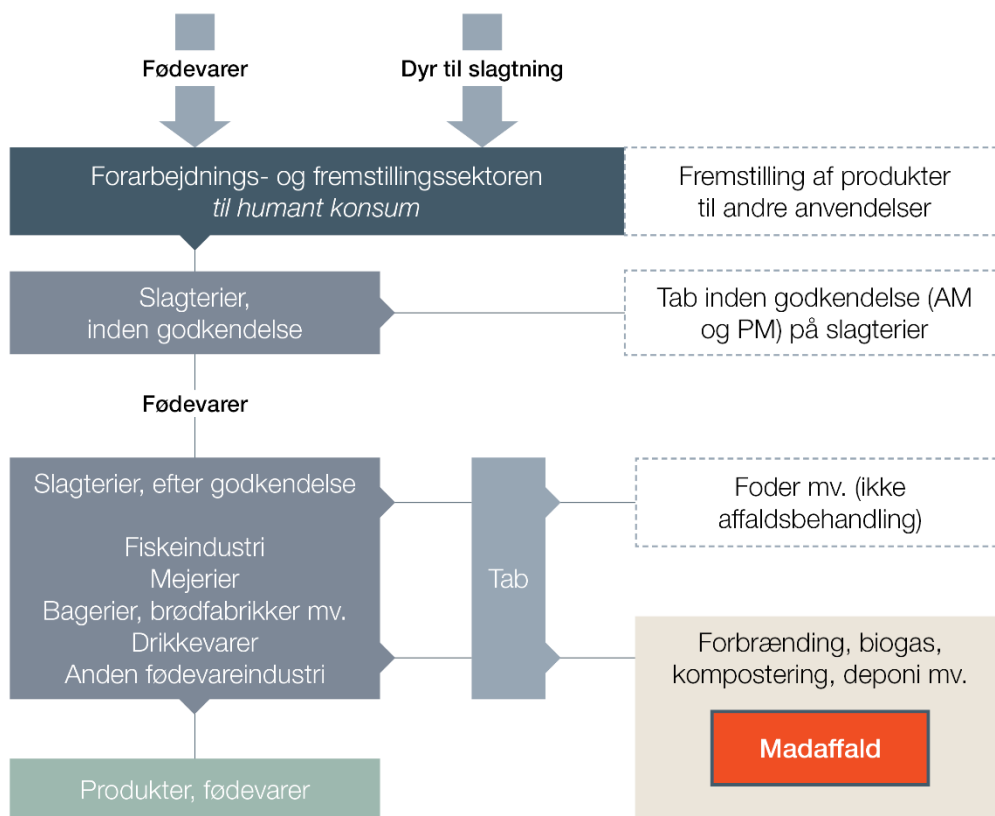 Fødevarer
Dyr til slagtning
Forarbejdnings- og fremstillingssektoren
til humant konsum
Fremstilling af produkter
til andre anvendelser
Slagterier,
inden godkendelse
Tab inden godkendelse (AM
og PM) på slagterier
Fødevarer
Slagterier, efter godkendelse
Fiskeindustri
Mejerier
Bagerier, brødfabrikker mv.
Drikkevarer
Anden fødevareindustri
Tab
Foder mv. (ikke
affaldsbehandling)
Forbrænding, biogas,
kompostering, deponi mv.
Madaffald
Produkter, fødevarer